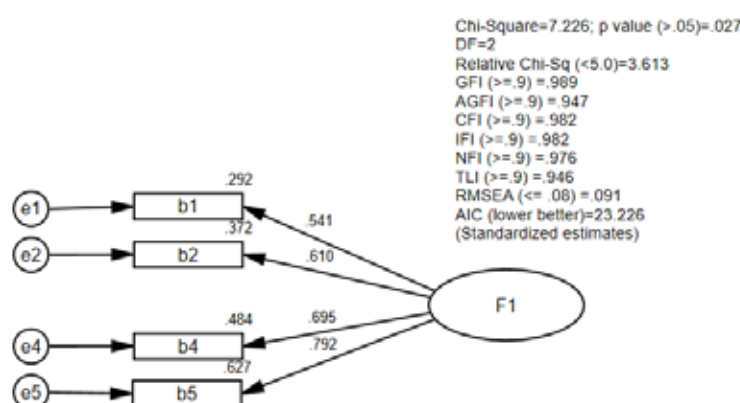 Chi-Square=7.226; p value (>.05)=.027
DF=2
Relative Chi-Sq (<5.0)=3.613
GFI (>=.9) =.989
AGFI (>=.9) =.947
CFI (>=.9) =.982
IFI (>=.9) =.982
NFI (>=.9) =.976
TLI (>=.9) =.946
RMSEA (<= .08) =.091
AIC (lower better)=23.226
(Standardized estimates)
.292
e1 b1 .541
.372
e2 b2 .610
F1
.484 .695
e4 b4 .792
.627
e5 b5